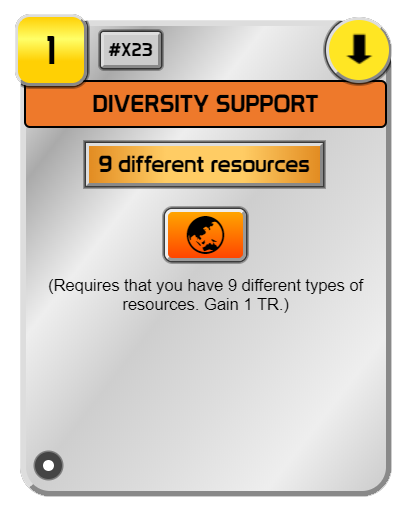 1
#X23
DIVERSITY SUPPORT
9 different resources
(Requires that you have 9 different types of
resources. Gain 1 TR.)